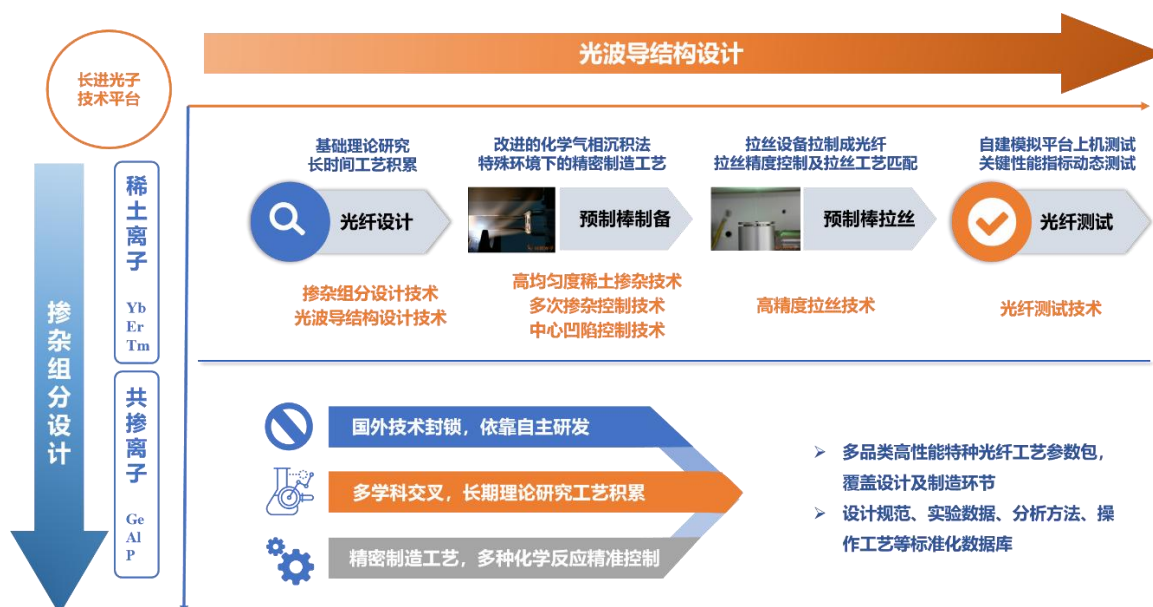 光波导结构设计
长进光子
技术平台
基础理论研究
长时间工艺积累
改进的化学气相沉积法
特殊环境下的精密制造工艺
拉丝设备拉制成光纤
拉丝精度控制及拉丝工艺匹配
自建模拟平台上机测试
关键性能指标动态测试
光纤设计
预制棒制备
预制棒拉丝
光纤测试
掺杂组分设计技术
光波导结构设计技术
高均匀度稀土掺杂技术
多次掺杂控制技术
中心凹陷控制技术
高精度拉丝技术
光纤测试技术
掺杂组分设计
稀土离子
Yb
Er
Tm
共掺离子
Ge
Al
P
国外技术封锁，依靠自主研发
多学科交叉，长期理论研究工艺积累
精密制造工艺，多种化学反应精准控制
➢ 多品类高性能特种光纤工艺参数包，
覆盖设计及制造环节
➢ 设计规范、实验数据、分析方法、操
作工艺等标准化数据库